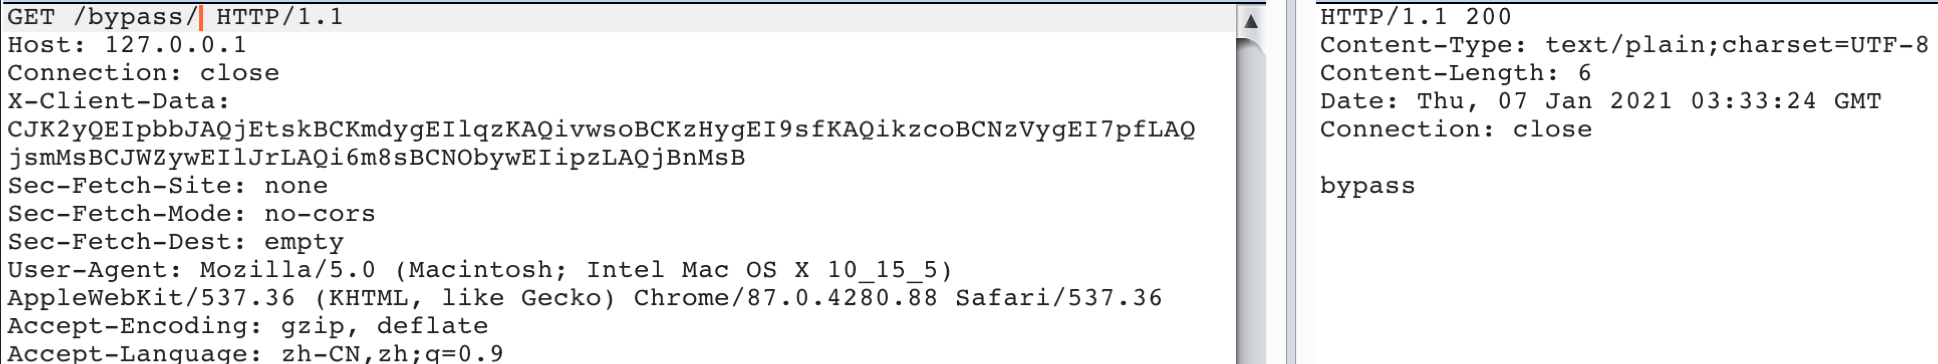 GET /bypass/ HTTP/1.1
Host: 127.0.0.1
Connection: close
X-Client-Data:
CJK2yQEIpbbJAQjEtskBCKmdygEIlqzKAQivwsoBCKzHygEI9sfKAQikzcoBCNzVygEI7pfLAQ
jsmMsBCJWZywEIlJrLAQi6m8sBCNObywEIipzLAQjBnMsB
Sec-Fetch-Site: none
Sec-Fetch-Mode: no-cors
Sec-Fetch-Dest: empty
User-Agent: Mozilla/5.0 (Macintosh; Intel Mac OS X 10_15_5)
AppleWebKit/537.36 (KHTML, like Gecko) Chrome/87.0.4280.88 Safari/537.36
Accept-Encoding: gzip, deflate
Accept-Language: zh-CN,zh;q=0.9
HTTP/1.1 200
Content-Type: text/plain;charset=UTF-8
Content-Length: 6
Date: Thu, 07 Jan 2021 03:33:24 GMT
Connection: close
bypass